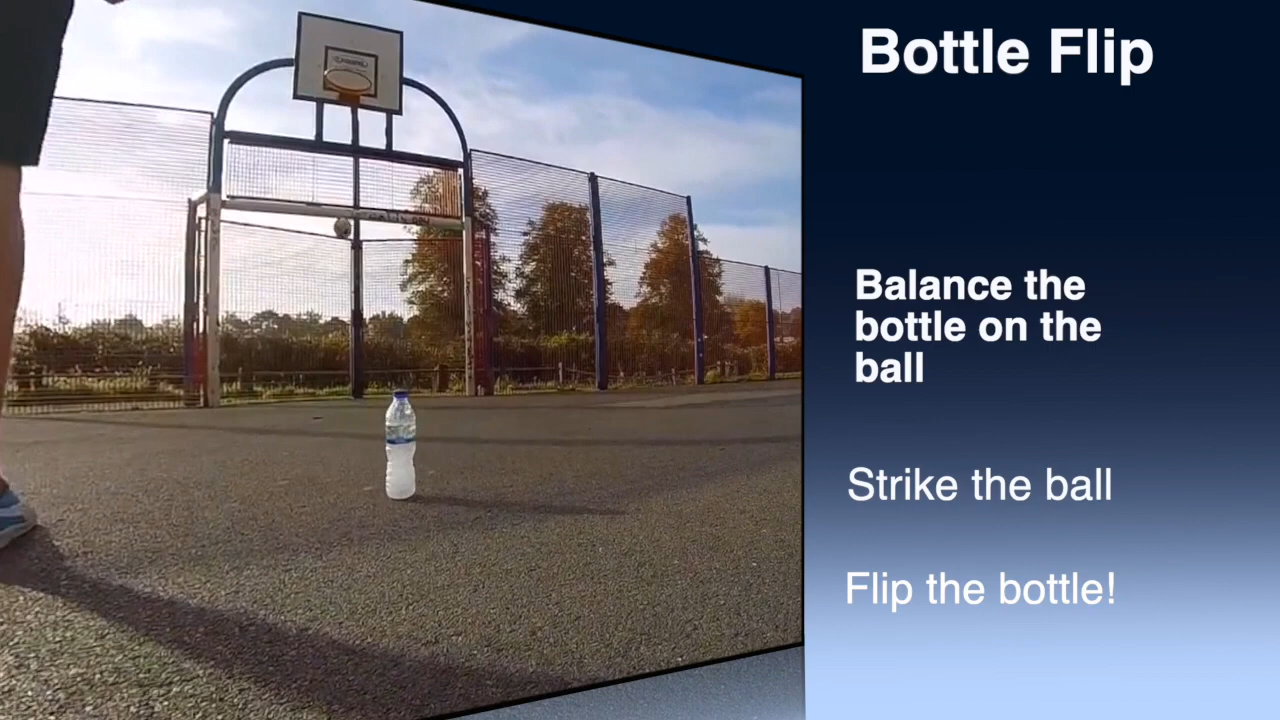 Bottle Flip
Balance the
bottle on the
ball
Strike the ball
Flip the bottle!